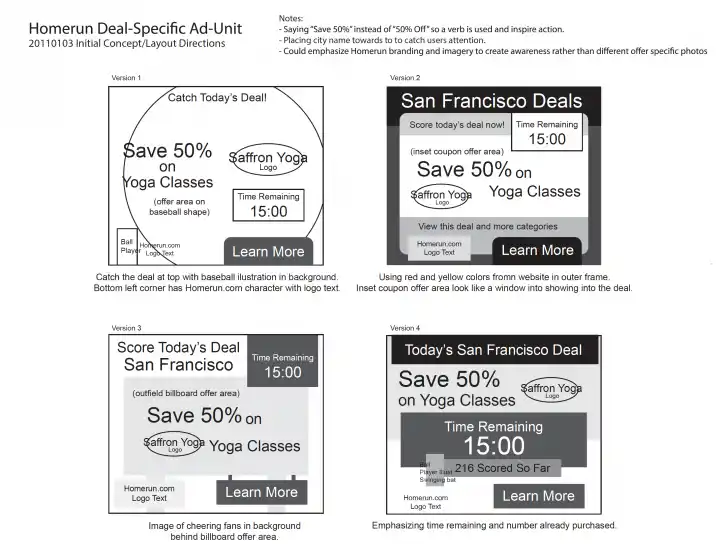 Homerun Deal-Specific Ad-Unit
20110103 Initial Concept/Layout Directions
Notes:
- Saying "Save 50%" instead of "50% Off" so a verb is used and inspire action.
- Placing city name towards to to catch users attention.
- Could emphasize Homerun branding and imagery to create awareness rather than different offer specific photos
Version 1
Catch Today's Deal!
Save 50%
on
Yoga Classes
Saffron Yoga
Logo
(offer area on
baseball shape)
Time Remaining
15:00
Ball
Player
Homerun.com
Logo Text
Learn More
Catch the deal at top with baseball illustration in background.
Bottom left corner has Homerun.com character with logo text.
Version 2
San Francisco Deals
Score today's deal now!
Time Remaining
15:00
(inset coupon offer area)
Save 50% on
Saffron Yoga
Logo
Yoga Classes
View this deal and more categories
Homerun.com
Logo Text
Learn More
Using red and yellow colors fromn website in outer frame.
Inset coupon offer area look like a window into showing into the deal.
Version 3
Score Today's Deal
San Francisco
Time Remaining
15:00
(outfield billboard offer area)
Save 50% on
Saffron Yoga
Logo
Yoga Classes
Homerun.com
Logo Text
Learn More
Image of cheering fans in background
behind billboard offer area.
Version 4
Today's San Francisco Deal
Save 50%
on Yoga Classes
Saffron Yoga
Logo
Time Remaining
15:00
Ball
Player Illust
Swinging bat
216 Scored So Far
Homerun.com
Logo Text
Learn More
Emphasizing time remaining and number already purchased.